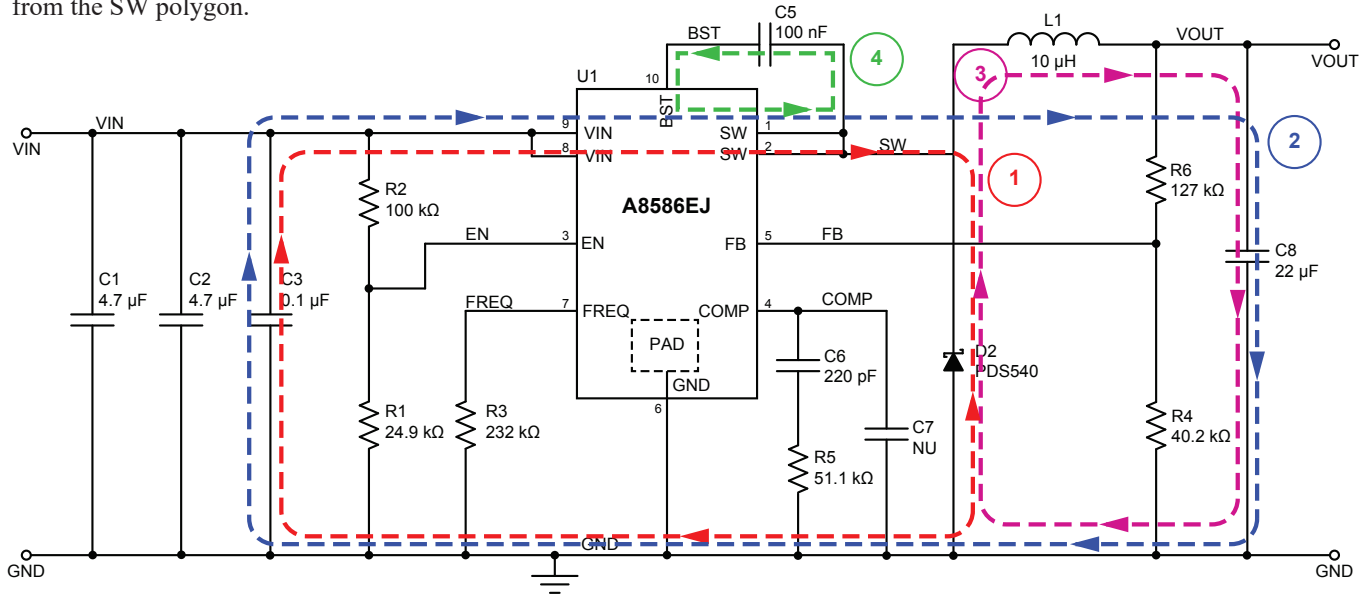 from the SW polygon.
C5
100 nF
BST
4
L1
10 µH
VOUT
VOUT
3
U1
10
BST
VIN
VIN
9
VIN
8
VIN
SW
1
SW
2
SW
2
1
R2
100 kΩ
A8586EJ
R6
127 kΩ
EN
3
EN
FB
5
FB
C1
4.7 µF
C2
4.7 µF
C3
0.1 µF
C8
22 µF
FREQ
7
FREQ
COMP
4
COMP
PAD
GND
6
C6
220 pF
D2
PDS540
R1
24.9 kΩ
R3
232 kΩ
C7
NU
R4
40.2 kΩ
R5
51.1 kΩ
GND
GND
GND